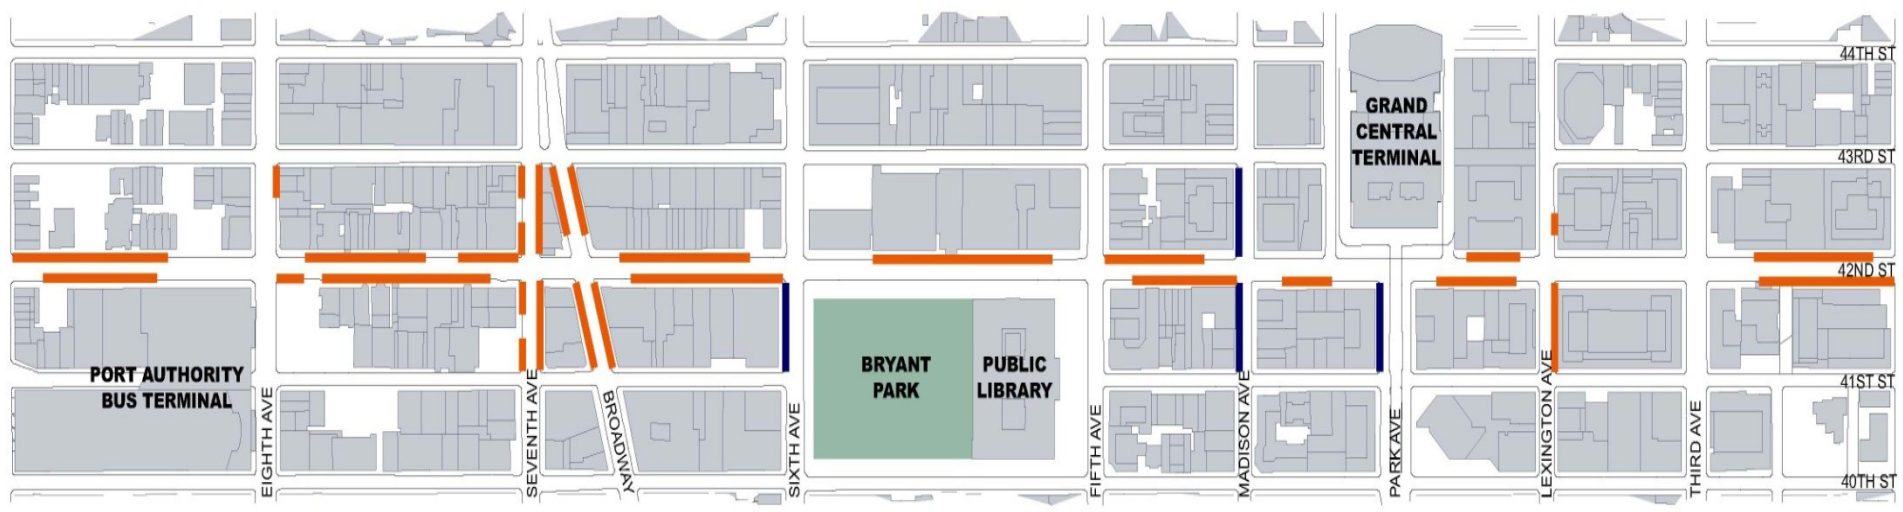 44TH ST
GRAND
CENTRAL
TERMINAL
43RD ST
42ND ST
PORT AUTHORITY
BUS TERMINAL
BRYANT
PARK
PUBLIC
LIBRARY
41ST ST
EIGHTH AVE
SEVENTH AVE
BROADWAY
SIXTH AVE
FIFTH AVE
MADISON AVE
PARK AVE
LEXINGTON AVE
THIRD AVE
40TH ST